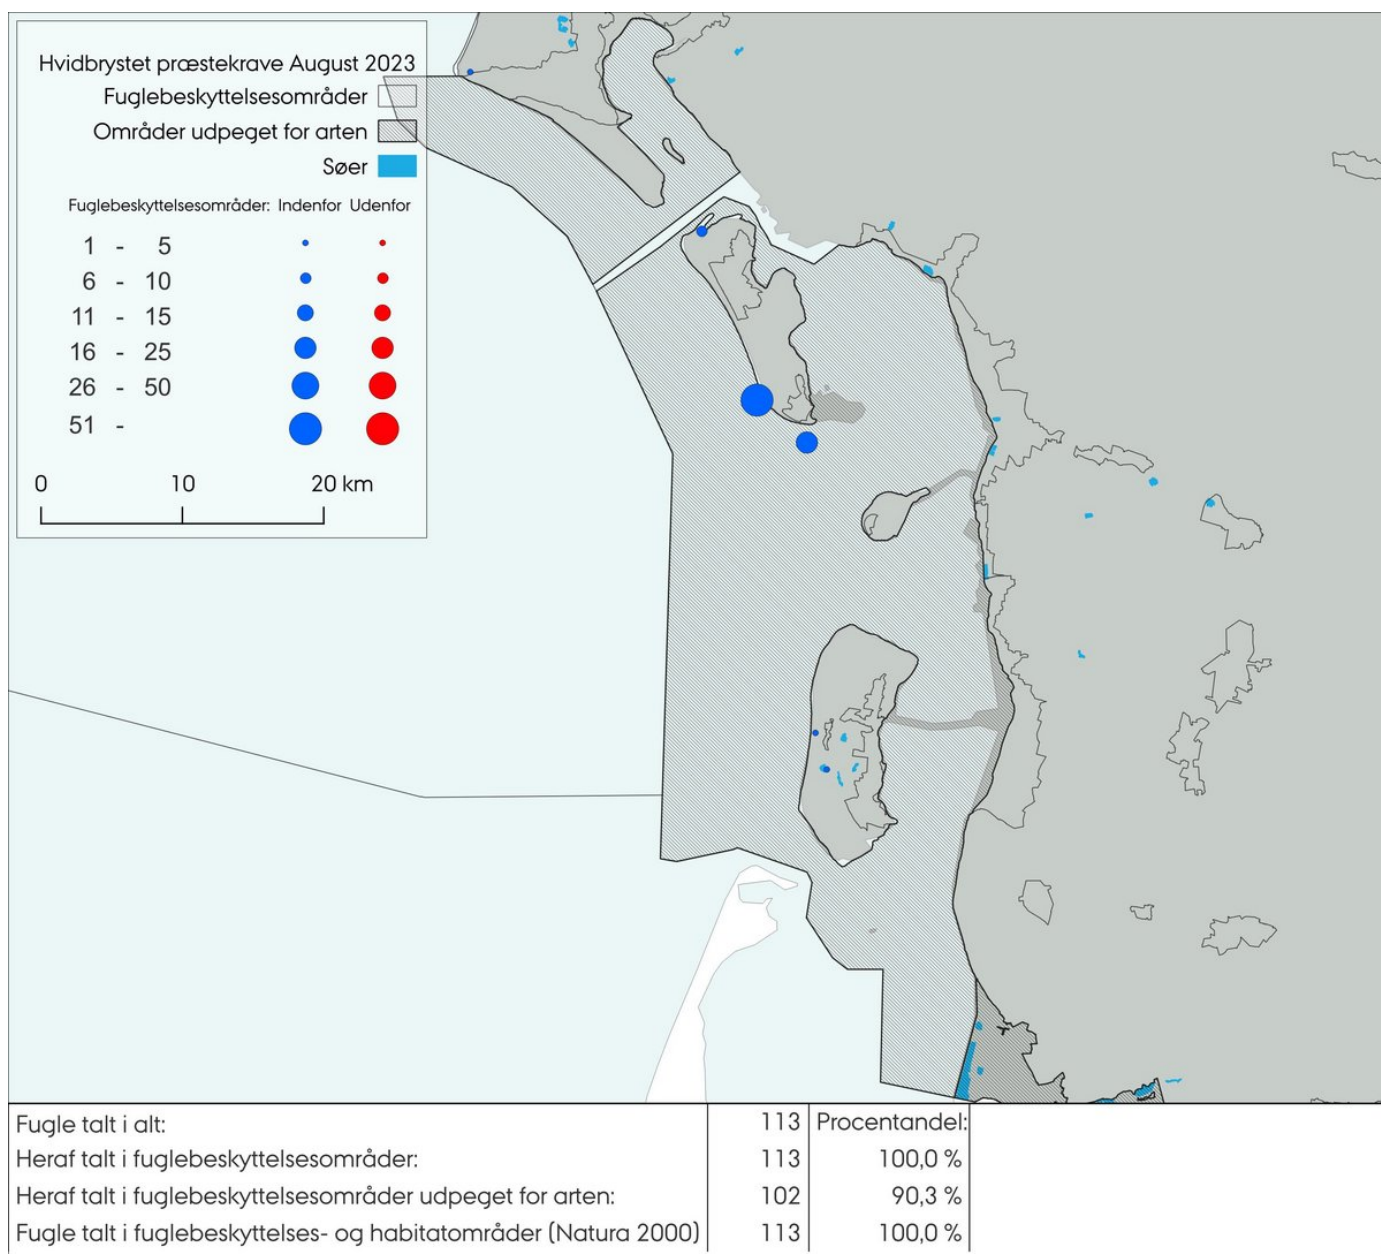 Hvidbrystet præstekrave August 2023
Fuglebeskyttelsesområder
Områder udpeget for arten
Søer
Fuglebeskyttelsesområder: Indenfor Udenfor
1 - 5
6 - 10
11 - 15
16 - 25
26 - 50
51 -
0 10 20 km
Fugle talt i alt: 113 Procentandel:
Heraf talt i fuglebeskyttelsesområder: 113 100,0 %
Heraf talt i fuglebeskyttelsesområder udpeget for arten: 102 90,3 %
Fugle talt i fuglebeskyttelses- og habitatområder (Natura 2000) 113 100,0 %